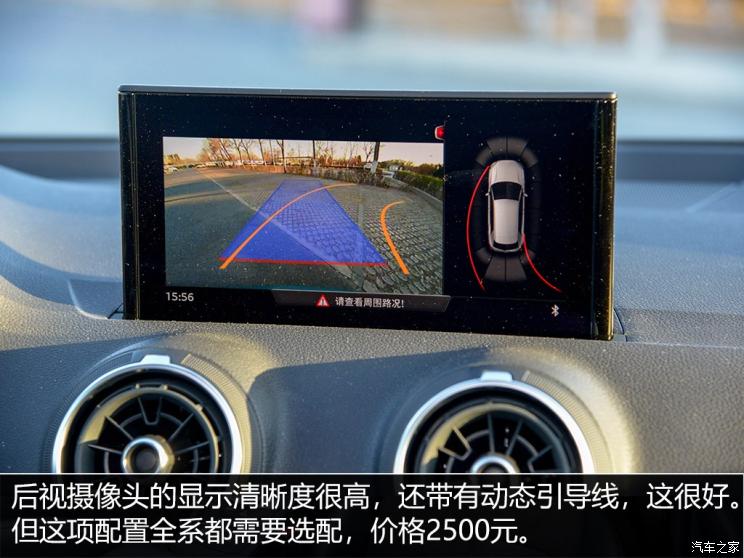 15:56
请查看周围路况!
后视摄像头的显示清晰度很高，还带有动态引导线，这很好。
但这项配置全系都需要选配，价格2500元。
汽车之家